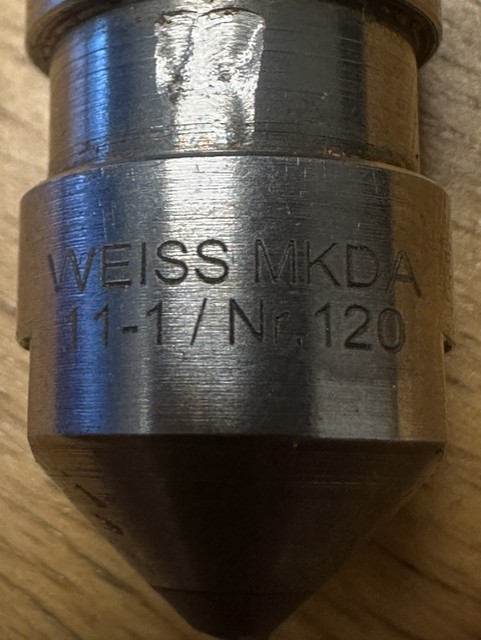 WEISS MKDA
11-1 / Nr. 120